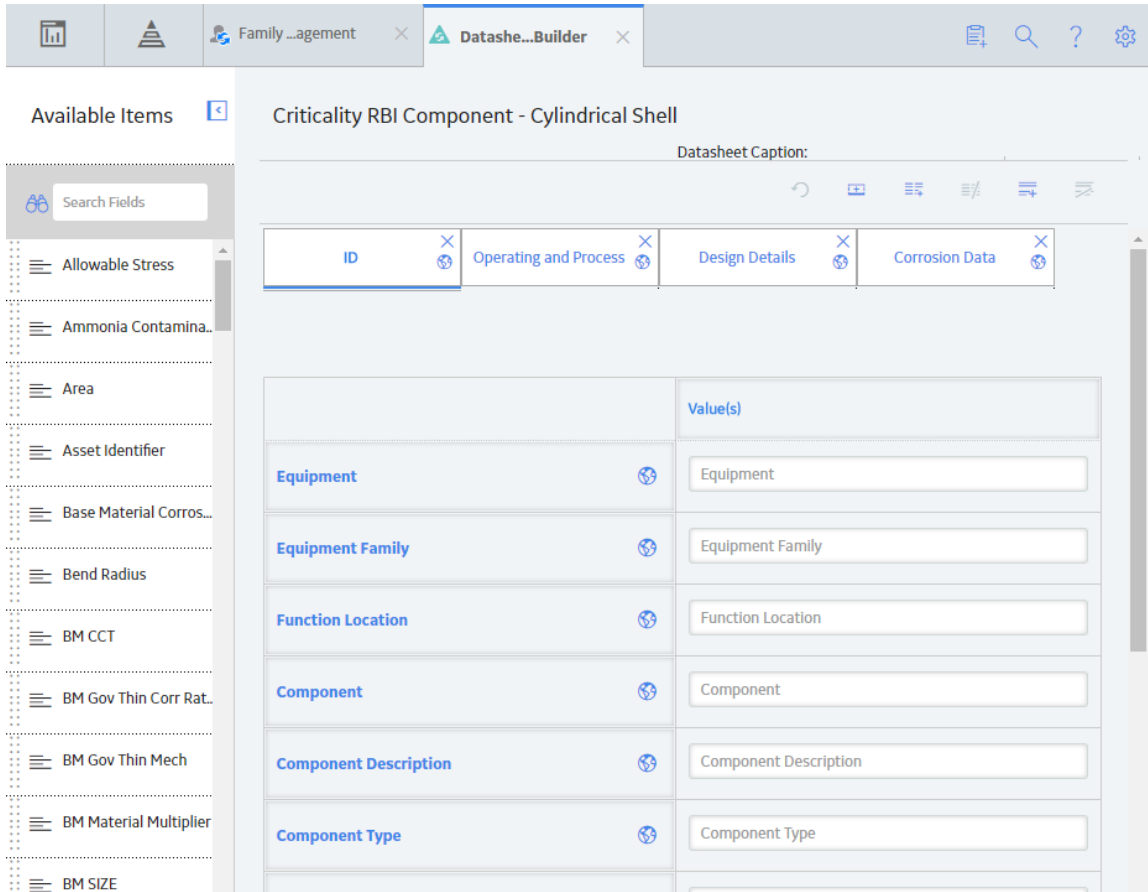 Family ...agement
Datashe...Builder
Available Items
Criticality RBI Component - Cylindrical Shell
Datasheet Caption:
Search Fields
ID
Operating and Process
Design Details
Corrosion Data
Allowable Stress
Ammonia Contamina..
Area
Asset Identifier
Base Material Corros...
Bend Radius
BM CCT
BM Gov Thin Corr Rat..
BM Gov Thin Mech
BM Material Multiplier
BM SIZE
Value(s)
Equipment
Equipment
Equipment Family
Equipment Family
Function Location
Function Location
Component
Component
Component Description
Component Description
Component Type
Component Type